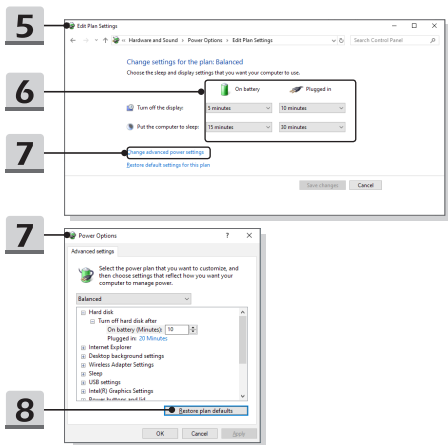 5
Edit Plan Settings
« Hardware and Sound › Power Options › Edit Plan Settings
Search Control Panel
Change settings for the plan: Balanced
Choose the sleep and display settings that you want your computer to use.
6
On battery
Plugged in
Turn off the display:
5 minutes
10 minutes
Put the computer to sleep:
15 minutes
30 minutes
7
Change advanced power settings
Restore default settings for this plan
Save changes
Cancel
7
Power Options
?
Advanced settings
Select the power plan that you want to customize, and
then choose settings that reflect how you want your
computer to manage power.
Balanced
Hard disk
Turn off hard disk after
On battery (Minutes): 10
Plugged in: 20 Minutes
Internet Explorer
Desktop background settings
Wireless Adapter Settings
Sleep
USB settings
Intel(R) Graphics Settings
Power buttons and lid
8
Restore plan defaults
OK
Cancel
Apply